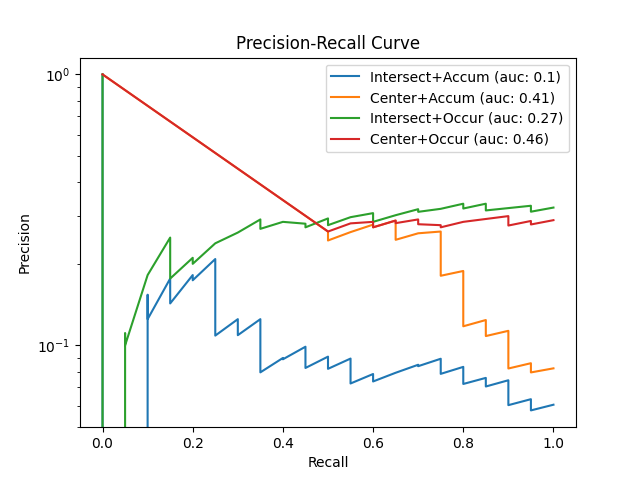 Precision-Recall Curve
Intersect+Accum (auc: 0.1)
Center+Accum (auc: 0.41)
Intersect+Occur (auc: 0.27)
Center+Occur (auc: 0.46)
Precision
10⁰
10⁻¹
0.0 0.2 0.4 0.6 0.8 1.0
Recall